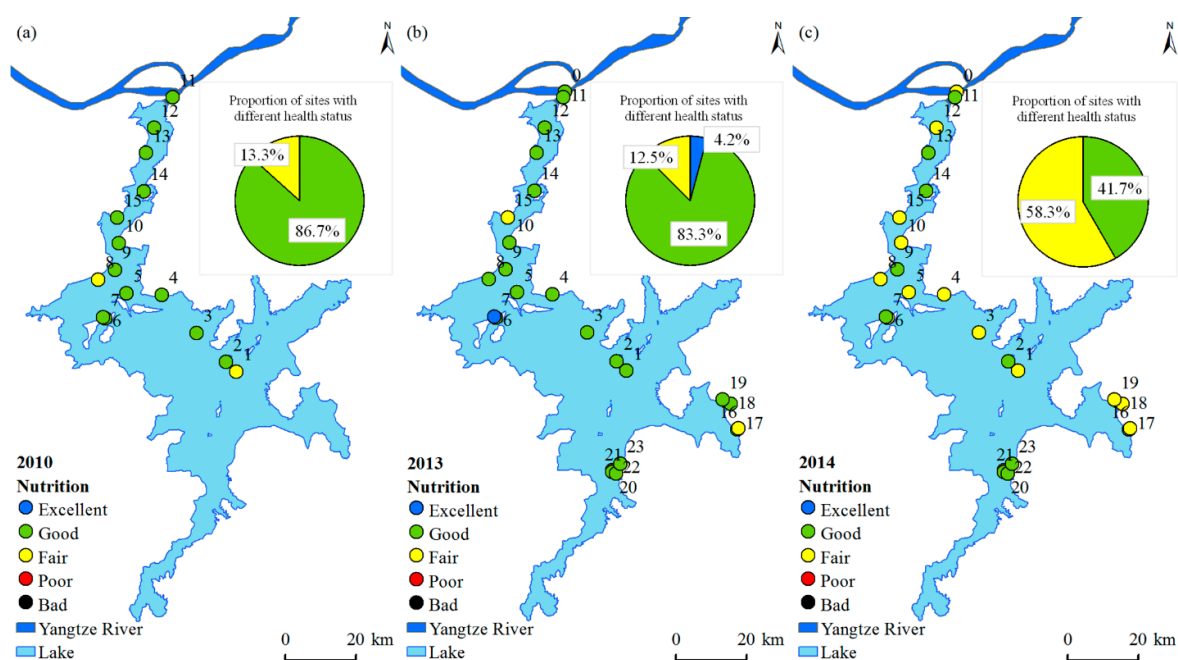 (a)
N
11
12
13
14
15
10
9
8
5
4
7
6
3
2
1
Proportion of sites with
different health status
13.3%
86.7%
2010
Nutrition
Excellent
Good
Fair
Poor
Bad
Yangtze River
Lake
0 20 km
(b)
N
0
11
12
13
14
15
10
9
8
5
4
7
6
3
2
1
19
18
16
17
23
21
22
20
Proportion of sites with
different health status
4.2%
12.5%
83.3%
2013
Nutrition
Excellent
Good
Fair
Poor
Bad
Yangtze River
Lake
0 20 km
(c)
N
0
11
12
13
14
15
10
9
8
5
4
7
6
3
2
1
19
18
16
17
23
21
22
20
Proportion of sites with
different health status
41.7%
58.3%
2014
Nutrition
Excellent
Good
Fair
Poor
Bad
Yangtze River
Lake
0 20 km